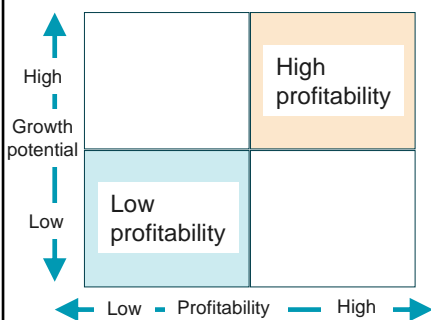 High
profitability
High
Growth
potential
Low
profitability
Low
Low Profitability High